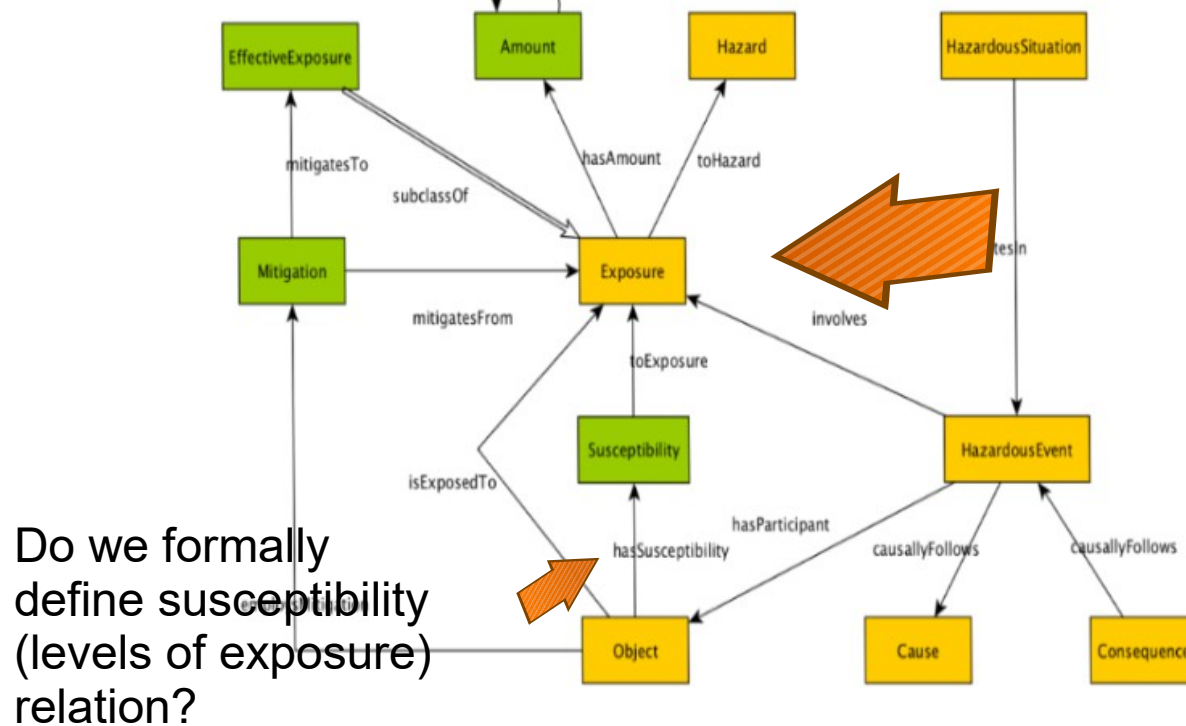 EffectiveExposure
Amount
Hazard
HazardousSituation
mitigatesTo
hasAmount
toHazard
subclassOf
Mitigation
Exposure
tesIn
mitigatesFrom
involves
toExposure
Susceptibility
HazardousEvent
isExposedTo
hasParticipant
hasSusceptibility
causallyFollows
causallyFollows
Do we formally
define susceptibility
(levels of exposure)
relation?
Object
Cause
Consequence